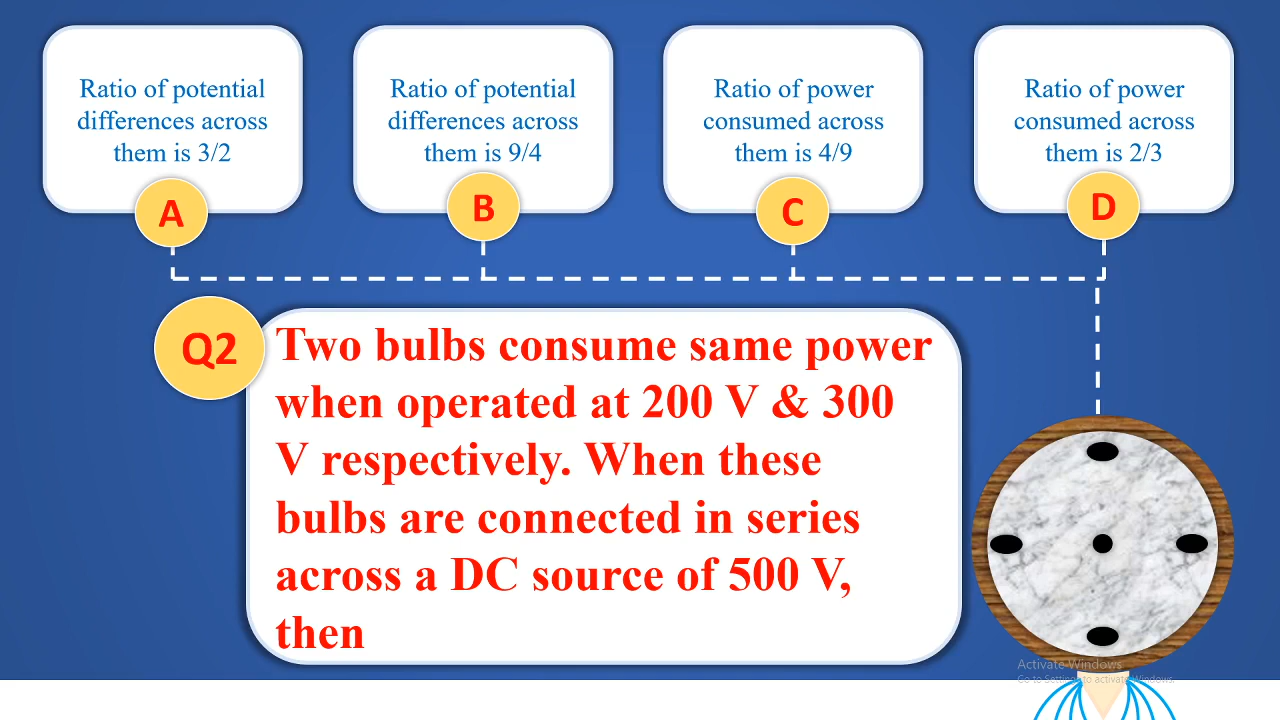 Ratio of potential
differences across
them is 3/2
A
Ratio of potential
differences across
them is 9/4
B
Ratio of power
consumed across
them is 4/9
C
Ratio of power
consumed across
them is 2/3
D
Q2
Two bulbs consume same power
when operated at 200 V & 300
V respectively. When these
bulbs are connected in series
across a DC source of 500 V,
then
Activate Windows
Go to Settings to activate Windows.